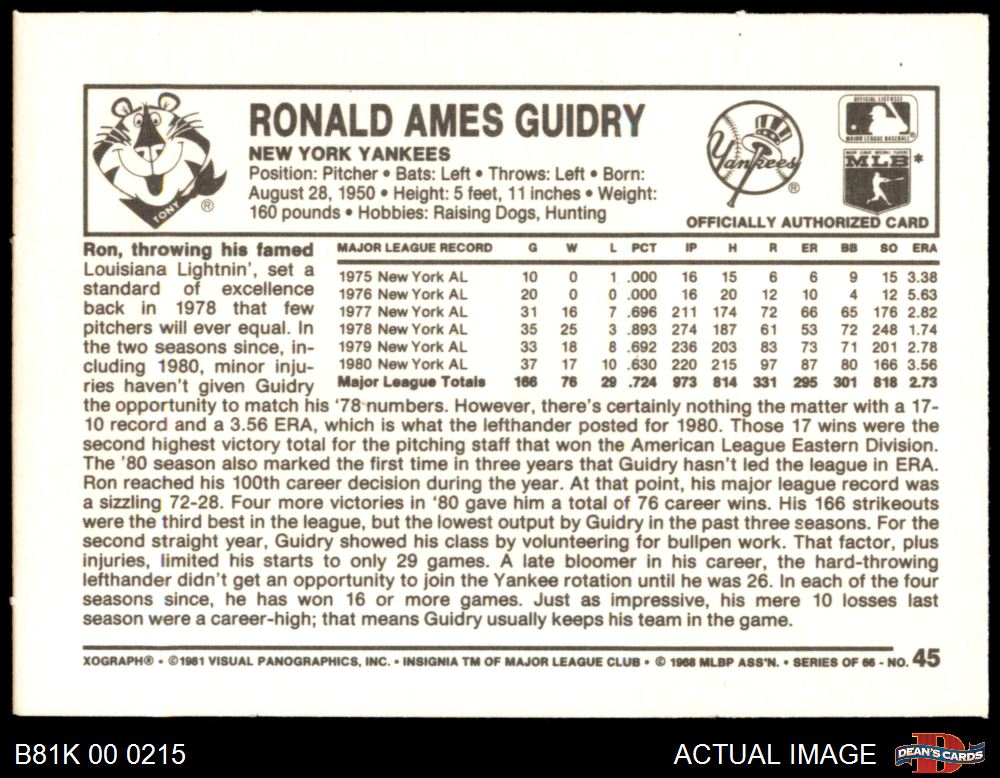 TONY
®
RONALD AMES GUIDRY
NEW YORK YANKEES
Position: Pitcher • Bats: Left • Throws: Left • Born:
August 28, 1950 • Height: 5 feet, 11 inches • Weight:
160 pounds • Hobbies: Raising Dogs, Hunting
Yankees
®
OFFICIAL LICENSEE
MAJOR LEAGUE BASEBALL®
MAJOR LEAGUE BASEBALL PLAYERS
MLB*
OFFICIALLY AUTHORIZED CARD
MAJOR LEAGUE RECORD G W L PCT IP H R ER BB SO ERA
1975 New York AL 10 0 1 .000 16 15 6 6 9 15 3.38
1976 New York AL 20 0 0 .000 16 20 12 10 4 12 5.63
1977 New York AL 31 16 7 .696 211 174 72 66 65 176 2.82
1978 New York AL 35 25 3 .893 274 187 61 53 72 248 1.74
1979 New York AL 33 18 8 .692 236 203 83 73 71 201 2.78
1980 New York AL 37 17 10 .630 220 215 97 87 80 166 3.56
Major League Totals 166 76 29 .724 973 814 331 295 301 818 2.73
Ron, throwing his famed
Louisiana Lightnin', set a
standard of excellence
back in 1978 that few
pitchers will ever equal. In
the two seasons since, in-
cluding 1980, minor inju-
ries haven't given Guidry
the opportunity to match his '78 numbers. However, there's certainly nothing the matter with a 17-
10 record and a 3.56 ERA, which is what the lefthander posted for 1980. Those 17 wins were the
second highest victory total for the pitching staff that won the American League Eastern Division.
The '80 season also marked the first time in three years that Guidry hasn't led the league in ERA.
Ron reached his 100th career decision during the year. At that point, his major league record was
a sizzling 72-28. Four more victories in '80 gave him a total of 76 career wins. His 166 strikeouts
were the third best in the league, but the lowest output by Guidry in the past three seasons. For the
second straight year, Guidry showed his class by volunteering for bullpen work. That factor, plus
injuries, limited his starts to only 29 games. A late bloomer in his career, the hard-throwing
lefthander didn't get an opportunity to join the Yankee rotation until he was 26. In each of the four
seasons since, he has won 16 or more games. Just as impressive, his mere 10 losses last
season were a career-high; that means Guidry usually keeps his team in the game.
XOGRAPH® • ©1981 VISUAL PANOGRAPHICS, INC. • INSIGNIA TM OF MAJOR LEAGUE CLUB • © 1968 MLBP ASS'N. • SERIES OF 66 - NO. 45
B81K 00 0215
ACTUAL IMAGE
DEAN'S CARDS